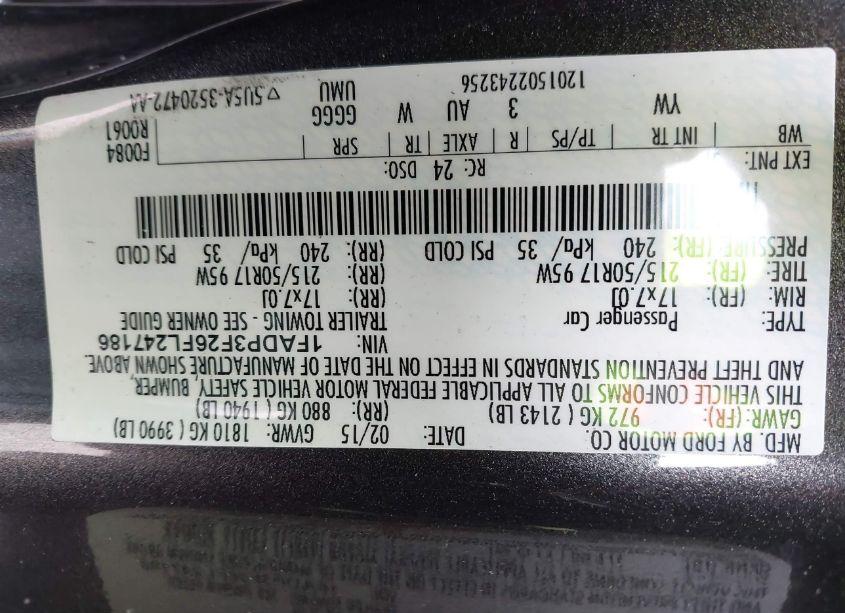 MFD. BY FORD MOTOR CO.
DATE: 02/15 GVWR: 1810 KG ( 3990 LB)
GAWR: (FR): 972 KG ( 2143 LB) (RR): 880 KG ( 1940 LB)
THIS VEHICLE CONFORMS TO ALL APPLICABLE FEDERAL MOTOR VEHICLE SAFETY, BUMPER,
AND THEFT PREVENTION STANDARDS IN EFFECT ON THE DATE OF MANUFACTURE SHOWN ABOVE.
VIN: 1FADP3F26FL247186
TYPE: Passenger Car TRAILER TOWING - SEE OWNER GUIDE
RIM: (FR): 17x7.0J (RR): 17x7.0J
TIRE: (FR): 215/50R17 95W (RR): 215/50R17 95W
PRESSURE (FR): 240 kPa/ 35 PSI COLD (RR): 240 kPa/ 35 PSI COLD
EXT PNT: RC: 24 DSO: F0084
WB INT TR TP/PS R AXLE TR SPR R0061
YW 3 AU W GGGG
1201502243256 UMU ▽5U5A-3520472-AA